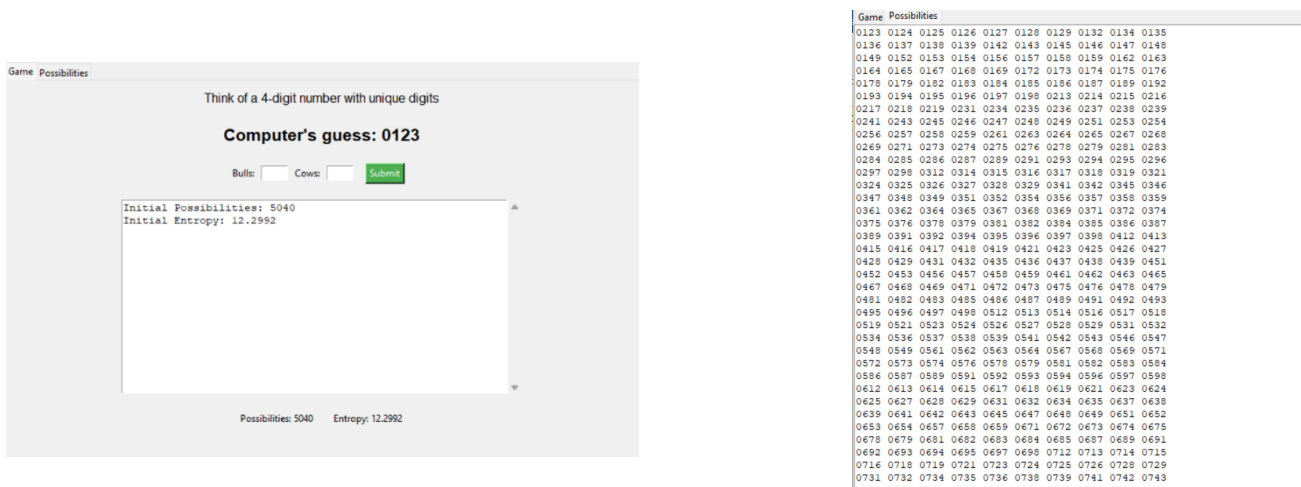 Game Possibilities
Think of a 4-digit number with unique digits
Computer's guess: 0123
Bulls: Cows: Submit
Initial Possibilities: 5040
Initial Entropy: 12.2992
Possibilities: 5040 Entropy: 12.2992
Game Possibilities
0123 0124 0125 0126 0127 0128 0129 0132 0134 0135
0136 0137 0138 0139 0142 0143 0145 0146 0147 0148
0149 0152 0153 0154 0156 0157 0158 0159 0162 0163
0164 0165 0167 0168 0169 0172 0173 0174 0175 0176
0178 0179 0182 0183 0184 0185 0186 0187 0189 0192
0193 0194 0195 0196 0197 0198 0213 0214 0215 0216
0217 0218 0219 0231 0234 0235 0236 0237 0238 0239
0241 0243 0245 0246 0247 0248 0249 0251 0253 0254
0256 0257 0258 0259 0261 0263 0264 0265 0267 0268
0269 0271 0273 0274 0275 0276 0278 0279 0281 0283
0284 0285 0286 0287 0289 0291 0293 0294 0295 0296
0297 0298 0312 0314 0315 0316 0317 0318 0319 0321
0324 0325 0326 0327 0328 0329 0341 0342 0345 0346
0347 0348 0349 0351 0352 0354 0356 0357 0358 0359
0361 0362 0364 0365 0367 0368 0369 0371 0372 0374
0375 0376 0378 0379 0381 0382 0384 0385 0386 0387
0389 0391 0392 0394 0395 0396 0397 0398 0412 0413
0415 0416 0417 0418 0419 0421 0423 0425 0426 0427
0428 0429 0431 0432 0435 0436 0437 0438 0439 0451
0452 0453 0456 0457 0458 0459 0461 0462 0463 0465
0467 0468 0469 0471 0472 0473 0475 0476 0478 0479
0481 0482 0483 0485 0486 0487 0489 0491 0492 0493
0495 0496 0497 0498 0512 0513 0514 0516 0517 0518
0519 0521 0523 0524 0526 0527 0528 0529 0531 0532
0534 0536 0537 0538 0539 0541 0542 0543 0546 0547
0548 0549 0561 0562 0563 0564 0567 0568 0569 0571
0572 0573 0574 0576 0578 0579 0581 0582 0583 0584
0586 0587 0589 0591 0592 0593 0594 0596 0597 0598
0612 0613 0614 0615 0617 0618 0619 0621 0623 0624
0625 0627 0628 0629 0631 0632 0634 0635 0637 0638
0639 0641 0642 0643 0645 0647 0648 0649 0651 0652
0653 0654 0657 0658 0659 0671 0672 0673 0674 0675
0678 0679 0681 0682 0683 0684 0685 0687 0689 0691
0692 0693 0694 0695 0697 0698 0712 0713 0714 0715
0716 0718 0719 0721 0723 0724 0725 0726 0728 0729
0731 0732 0734 0735 0736 0738 0739 0741 0742 0743